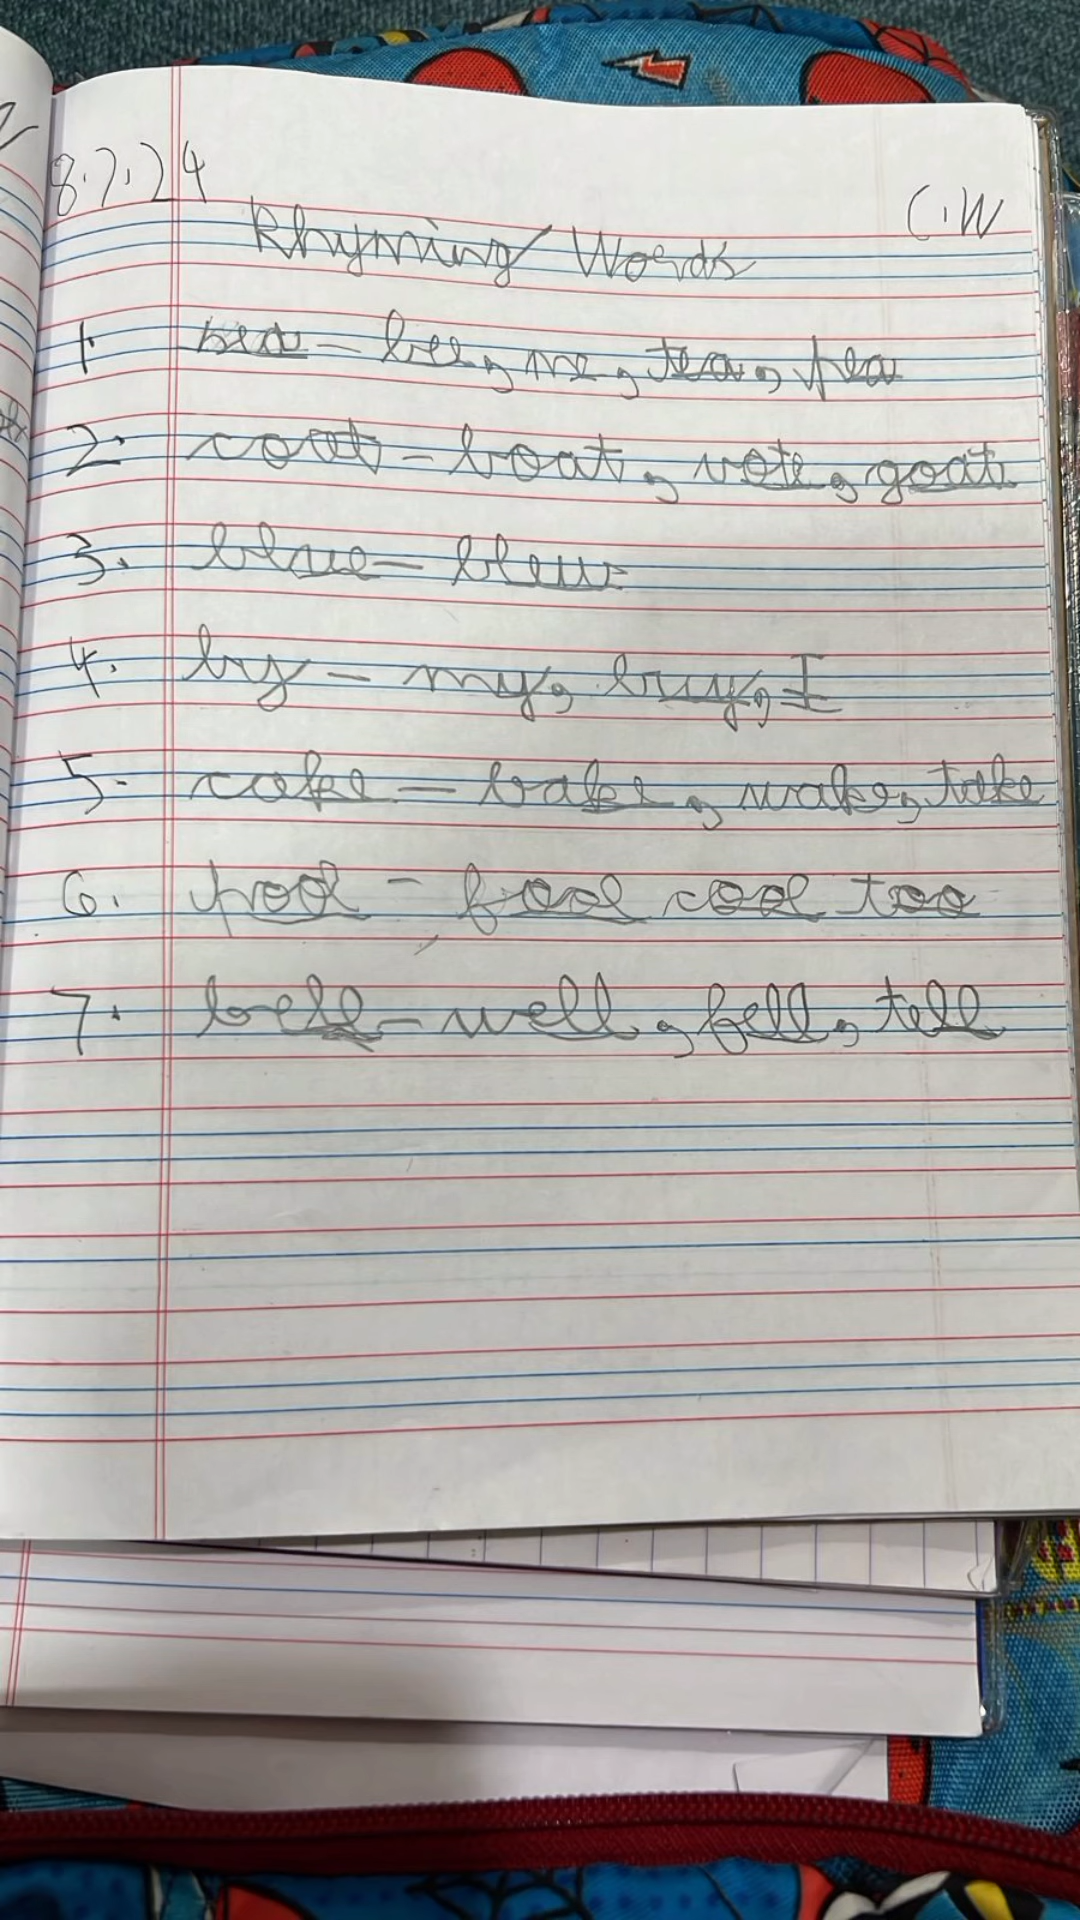 8.7.24
C.W
Rhyming Words
1. sea - bee, me, tea, pea
2. coat - boat, vote, goat
3. blue - blew
4. by - my, buy, I
5. cake - bake, wake, take
6. pool - fool cool too
7. bell - well, fell, tell